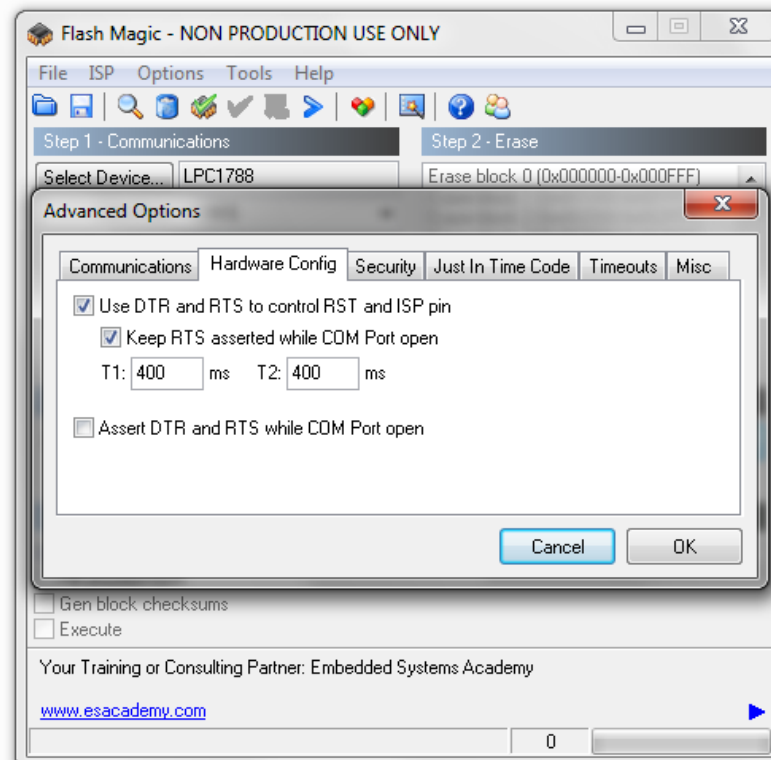 Flash Magic - NON PRODUCTION USE ONLY
File ISP Options Tools Help
Step 1 - Communications
Step 2 - Erase
Select Device... LPC1788
Erase block 0 (0x000000-0x000FFF)
Advanced Options
Communications Hardware Config Security Just In Time Code Timeouts Misc
Use DTR and RTS to control RST and ISP pin
Keep RTS asserted while COM Port open
T1: 400 ms T2: 400 ms
Assert DTR and RTS while COM Port open
Cancel OK
Gen block checksums
Execute
Your Training or Consulting Partner: Embedded Systems Academy
www.esacademy.com
0